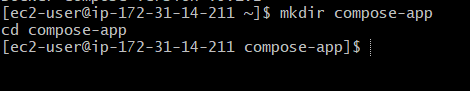 [ec2-user@ip-172-31-14-211 ~]$ mkdir compose-app
cd compose-app
[ec2-user@ip-172-31-14-211 compose-app]$